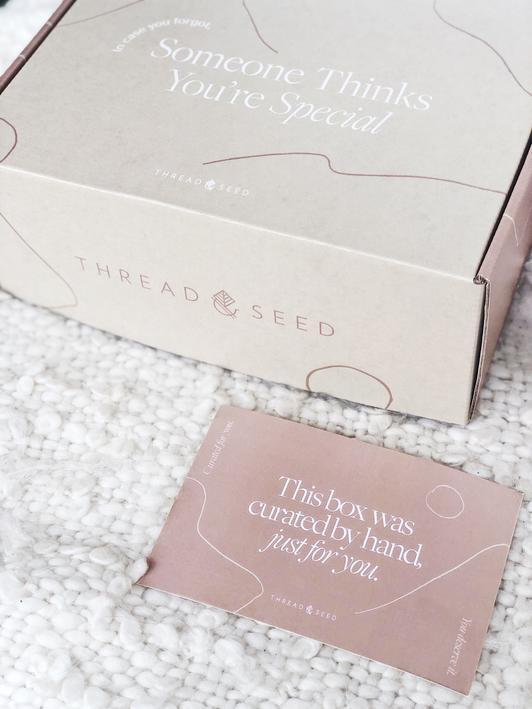 in case you forgot
Someone Thinks
You're Special
THREAD & SEED
THREAD SEED
Curated for you.
This box was
curated by hand,
just for you.
THREAD & SEED
You deserve it.